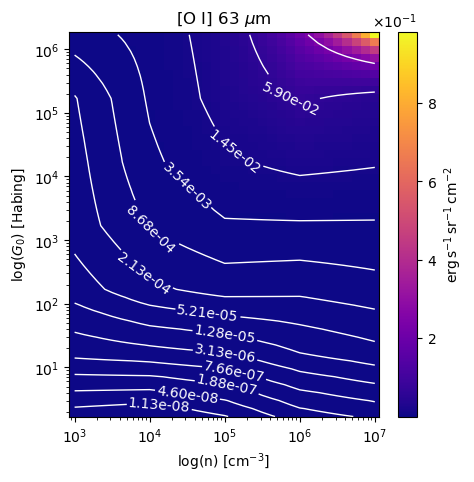 [O I] 63 μm
×10⁻¹
10⁶
10⁵
10⁴
10³
10²
10¹
log(G₀) [Habing]
5.90e-02
1.45e-02
3.54e-03
8.68e-04
2.13e-04
5.21e-05
1.28e-05
3.13e-06
7.66e-07
1.88e-07
4.60e-08
1.13e-08
10³ 10⁴ 10⁵ 10⁶ 10⁷
log(n) [cm⁻³]
8
6
4
2
erg s⁻¹ sr⁻¹ cm⁻²